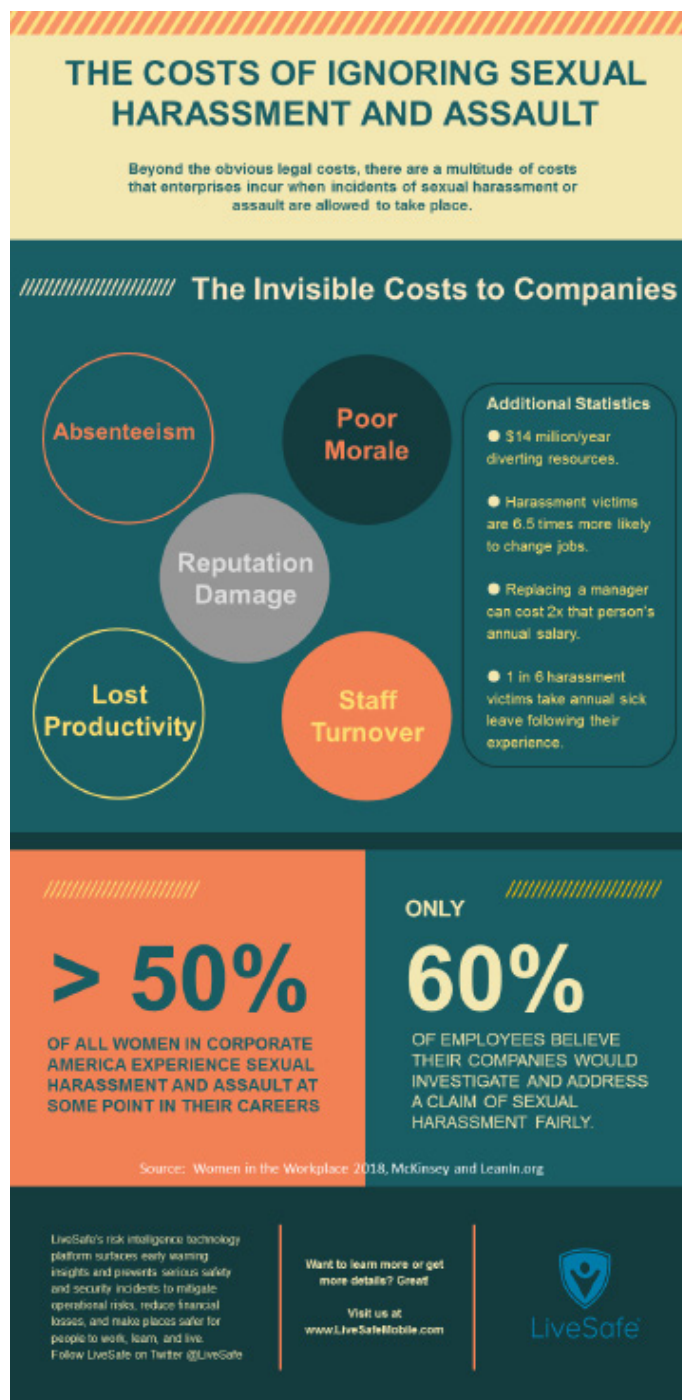 THE COSTS OF IGNORING SEXUAL
HARASSMENT AND ASSAULT
Beyond the obvious legal costs, there are a multitude of costs
that enterprises incur when incidents of sexual harassment or
assault are allowed to take place.
The Invisible Costs to Companies
Absenteeism
Poor
Morale
Reputation
Damage
Lost
Productivity
Staff
Turnover
Additional Statistics
● $14 million/year
diverting resources.
● Harassment victims
are 6.5 times more likely
to change jobs.
● Replacing a manager
can cost 2x that person's
annual salary.
● 1 in 6 harassment
victims take annual sick
leave following their
experience.
> 50%
OF ALL WOMEN IN CORPORATE
AMERICA EXPERIENCE SEXUAL
HARASSMENT AND ASSAULT AT
SOME POINT IN THEIR CAREERS
ONLY
60%
OF EMPLOYEES BELIEVE
THEIR COMPANIES WOULD
INVESTIGATE AND ADDRESS
A CLAIM OF SEXUAL
HARASSMENT FAIRLY.
Source: Women in the Workplace 2018, McKinsey and LeanIn.org
LiveSafe's risk intelligence technology
platform surfaces early warning
insights and prevents serious safety
and security incidents to mitigate
operational risks, reduce financial
losses, and make places safer for
people to work, learn, and live.
Follow LiveSafe on Twitter @LiveSafe
Want to learn more or get
more details? Great!
Visit us at
www.LiveSafeMobile.com
LiveSafe